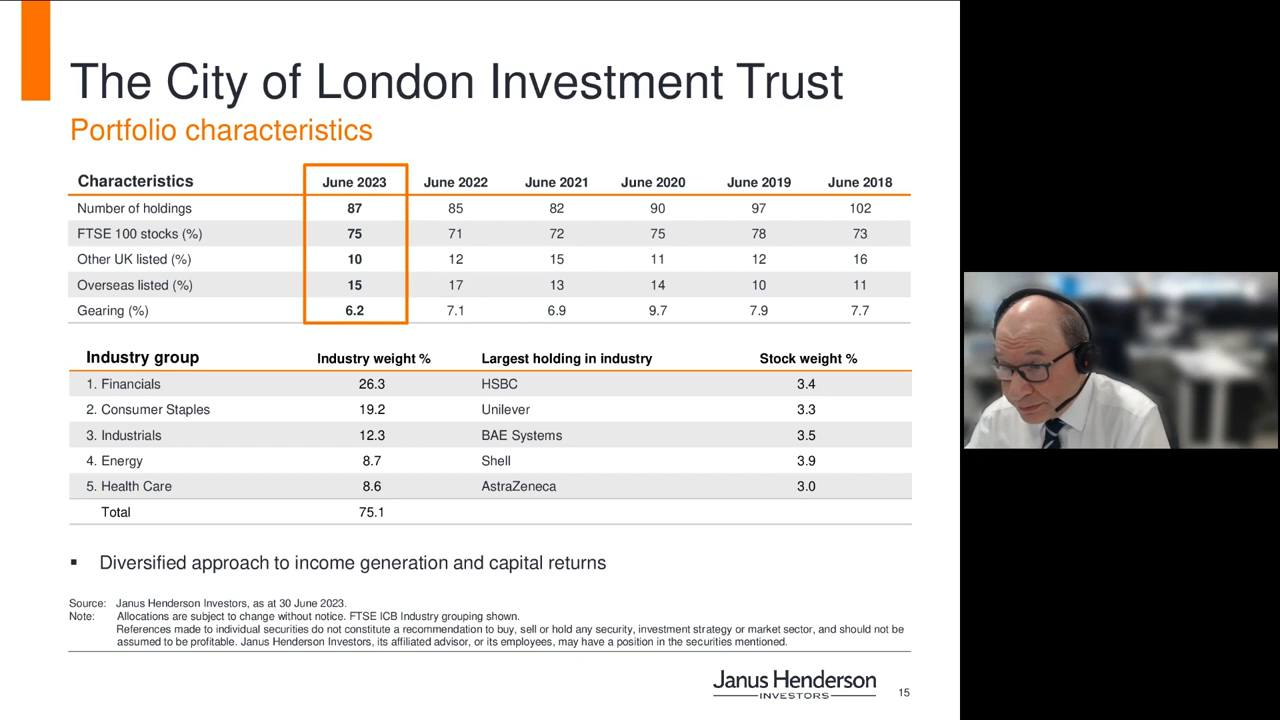 The City of London Investment Trust
Portfolio characteristics
Characteristics June 2023 June 2022 June 2021 June 2020 June 2019 June 2018
Number of holdings 87 85 82 90 97 102
FTSE 100 stocks (%) 75 71 72 75 78 73
Other UK listed (%) 10 12 15 11 12 16
Overseas listed (%) 15 17 13 14 10 11
Gearing (%) 6.2 7.1 6.9 9.7 7.9 7.7
Industry group Industry weight % Largest holding in industry Stock weight %
1. Financials 26.3 HSBC 3.4
2. Consumer Staples 19.2 Unilever 3.3
3. Industrials 12.3 BAE Systems 3.5
4. Energy 8.7 Shell 3.9
5. Health Care 8.6 AstraZeneca 3.0
Total 75.1
▪ Diversified approach to income generation and capital returns
Source: Janus Henderson Investors, as at 30 June 2023.
Note: Allocations are subject to change without notice. FTSE ICB Industry grouping shown.
References made to individual securities do not constitute a recommendation to buy, sell or hold any security, investment strategy or market sector, and should not be
assumed to be profitable. Janus Henderson Investors, its affiliated advisor, or its employees, may have a position in the securities mentioned.
Janus Henderson
INVESTORS
15